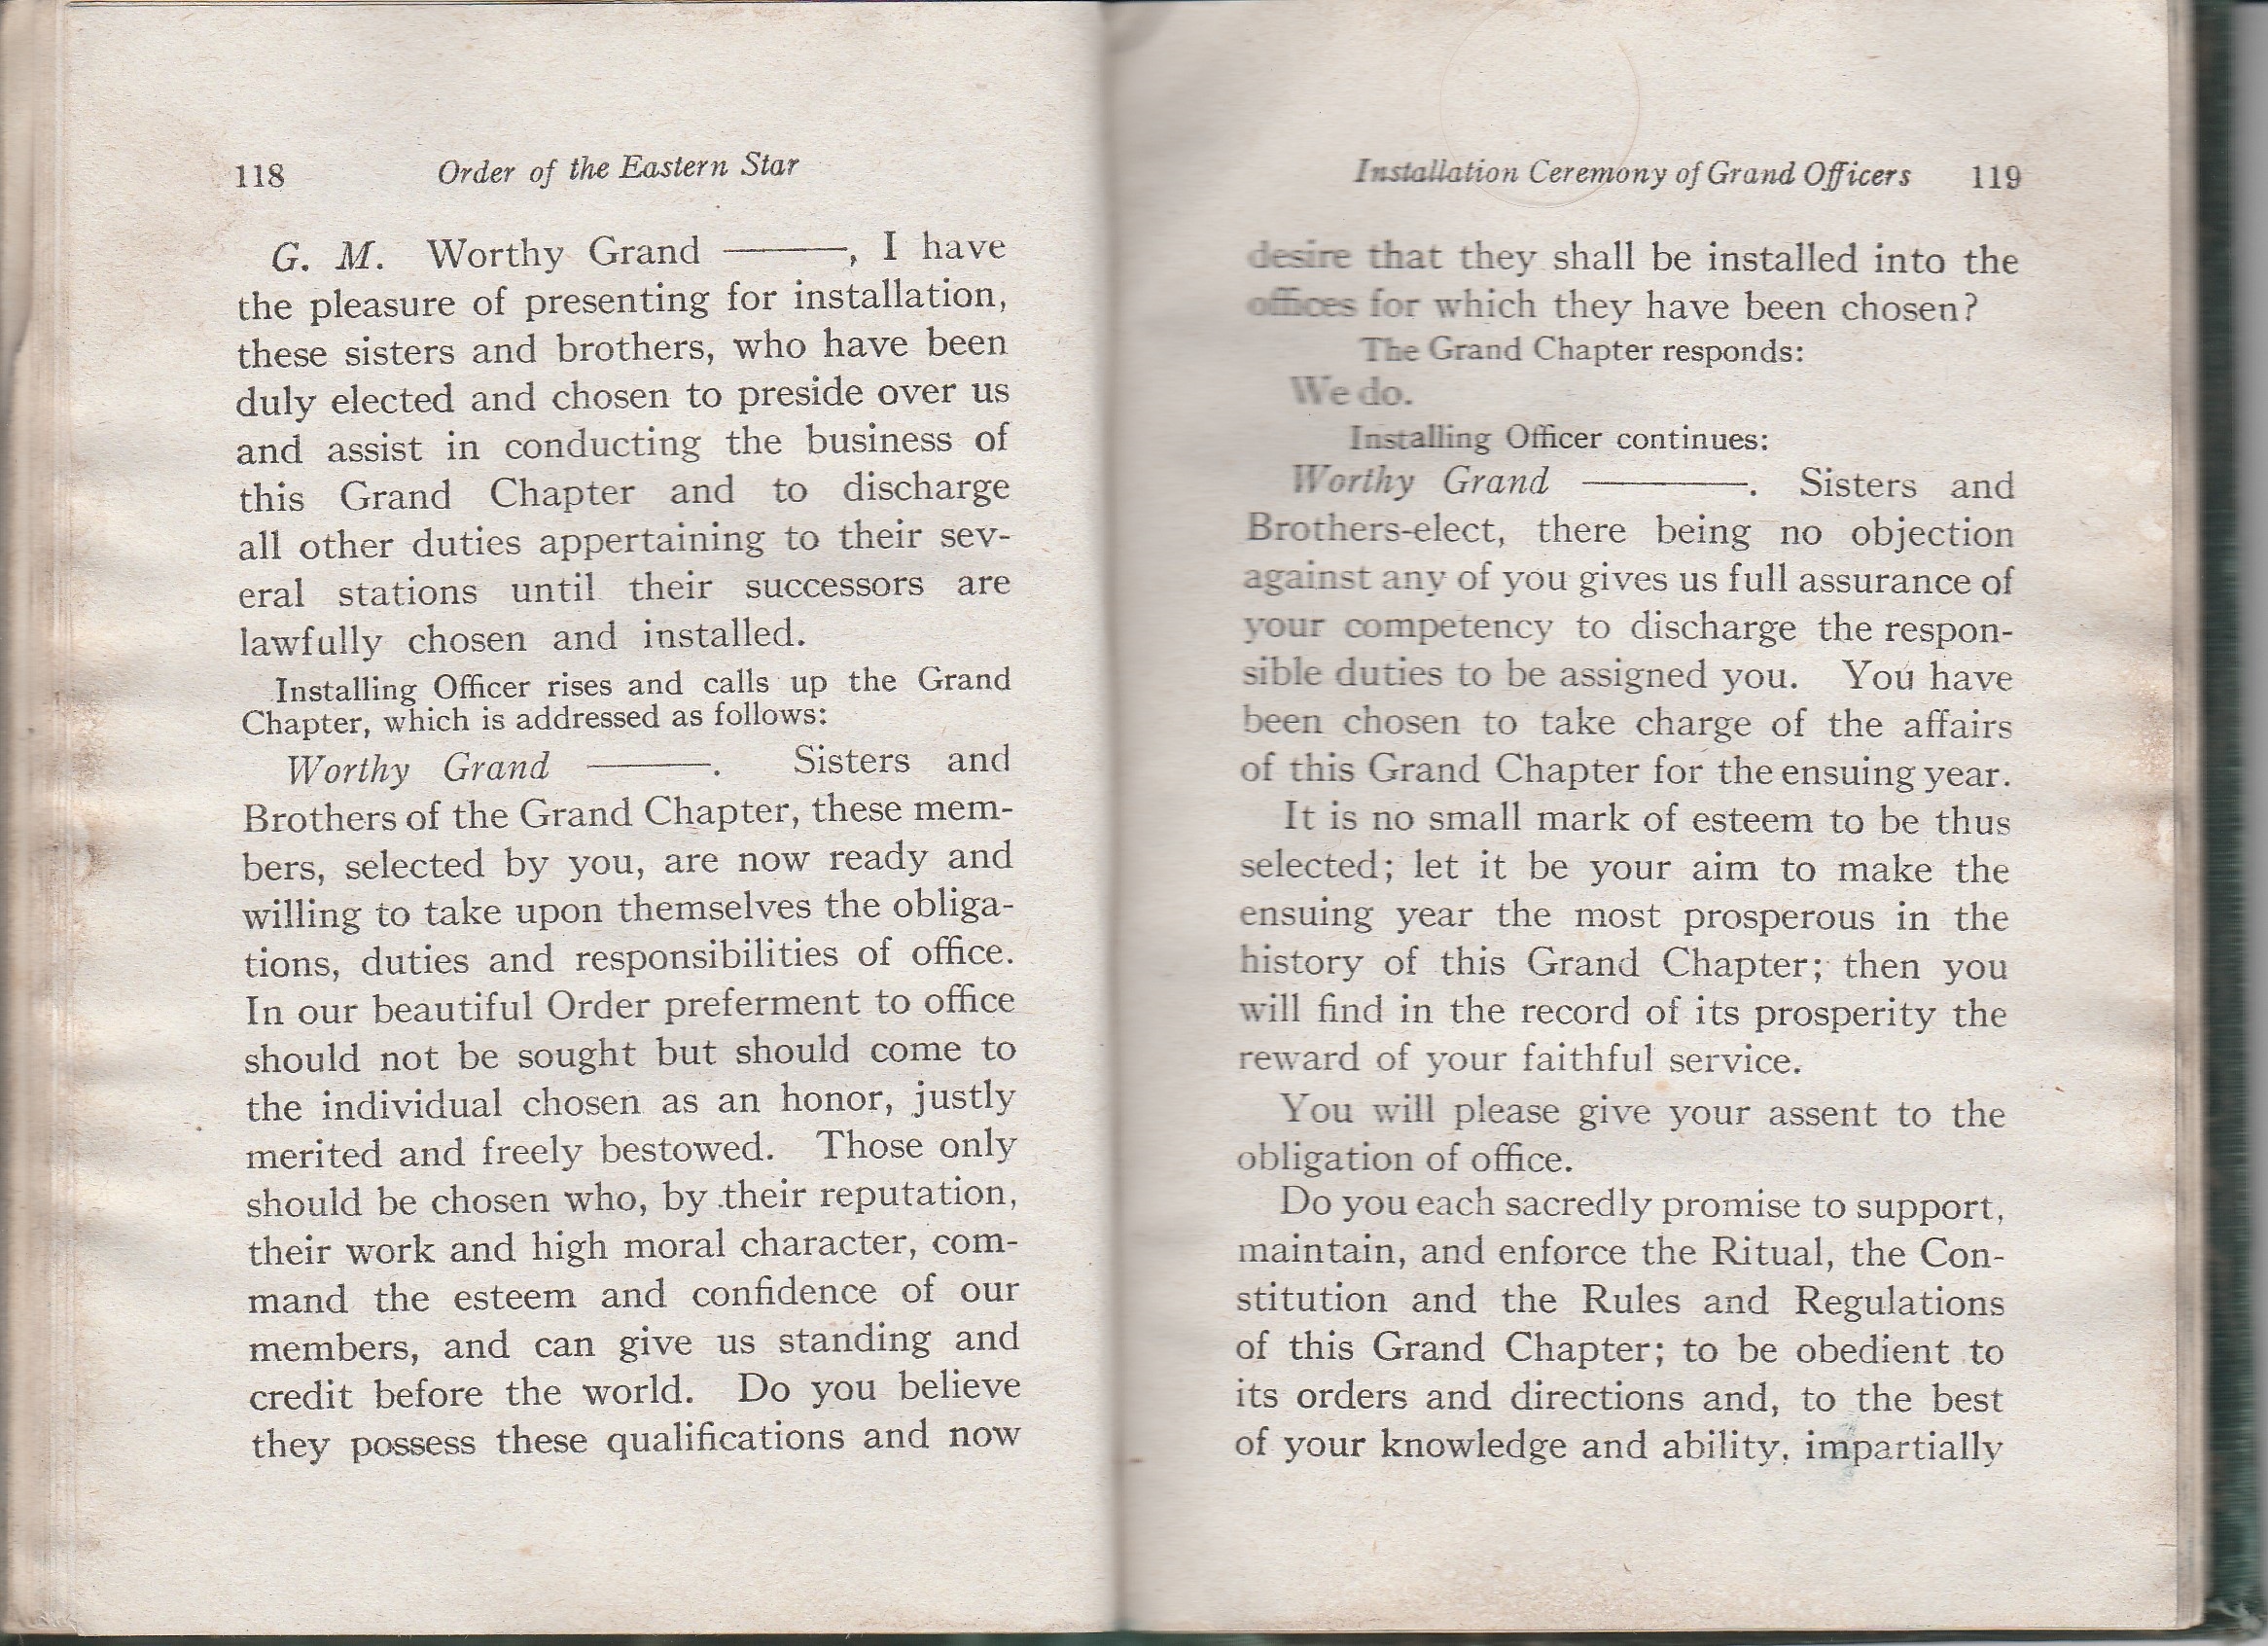 118 Order of the Eastern Star
G. M. Worthy Grand ———, I have
the pleasure of presenting for installation,
these sisters and brothers, who have been
duly elected and chosen to preside over us
and assist in conducting the business of
this Grand Chapter and to discharge
all other duties appertaining to their sev-
eral stations until their successors are
lawfully chosen and installed.
Installing Officer rises and calls up the Grand
Chapter, which is addressed as follows:
Worthy Grand ———. Sisters and
Brothers of the Grand Chapter, these mem-
bers, selected by you, are now ready and
willing to take upon themselves the obliga-
tions, duties and responsibilities of office.
In our beautiful Order preferment to office
should not be sought but should come to
the individual chosen as an honor, justly
merited and freely bestowed. Those only
should be chosen who, by their reputation,
their work and high moral character, com-
mand the esteem and confidence of our
members, and can give us standing and
credit before the world. Do you believe
they possess these qualifications and now
Installation Ceremony of Grand Officers 119
desire that they shall be installed into the
offices for which they have been chosen?
The Grand Chapter responds:
We do.
Installing Officer continues:
Worthy Grand ———. Sisters and
Brothers-elect, there being no objection
against any of you gives us full assurance of
your competency to discharge the respon-
sible duties to be assigned you. You have
been chosen to take charge of the affairs
of this Grand Chapter for the ensuing year.
It is no small mark of esteem to be thus
selected; let it be your aim to make the
ensuing year the most prosperous in the
history of this Grand Chapter; then you
will find in the record of its prosperity the
reward of your faithful service.
You will please give your assent to the
obligation of office.
Do you each sacredly promise to support,
maintain, and enforce the Ritual, the Con-
stitution and the Rules and Regulations
of this Grand Chapter; to be obedient to
its orders and directions and, to the best
of your knowledge and ability, impartially